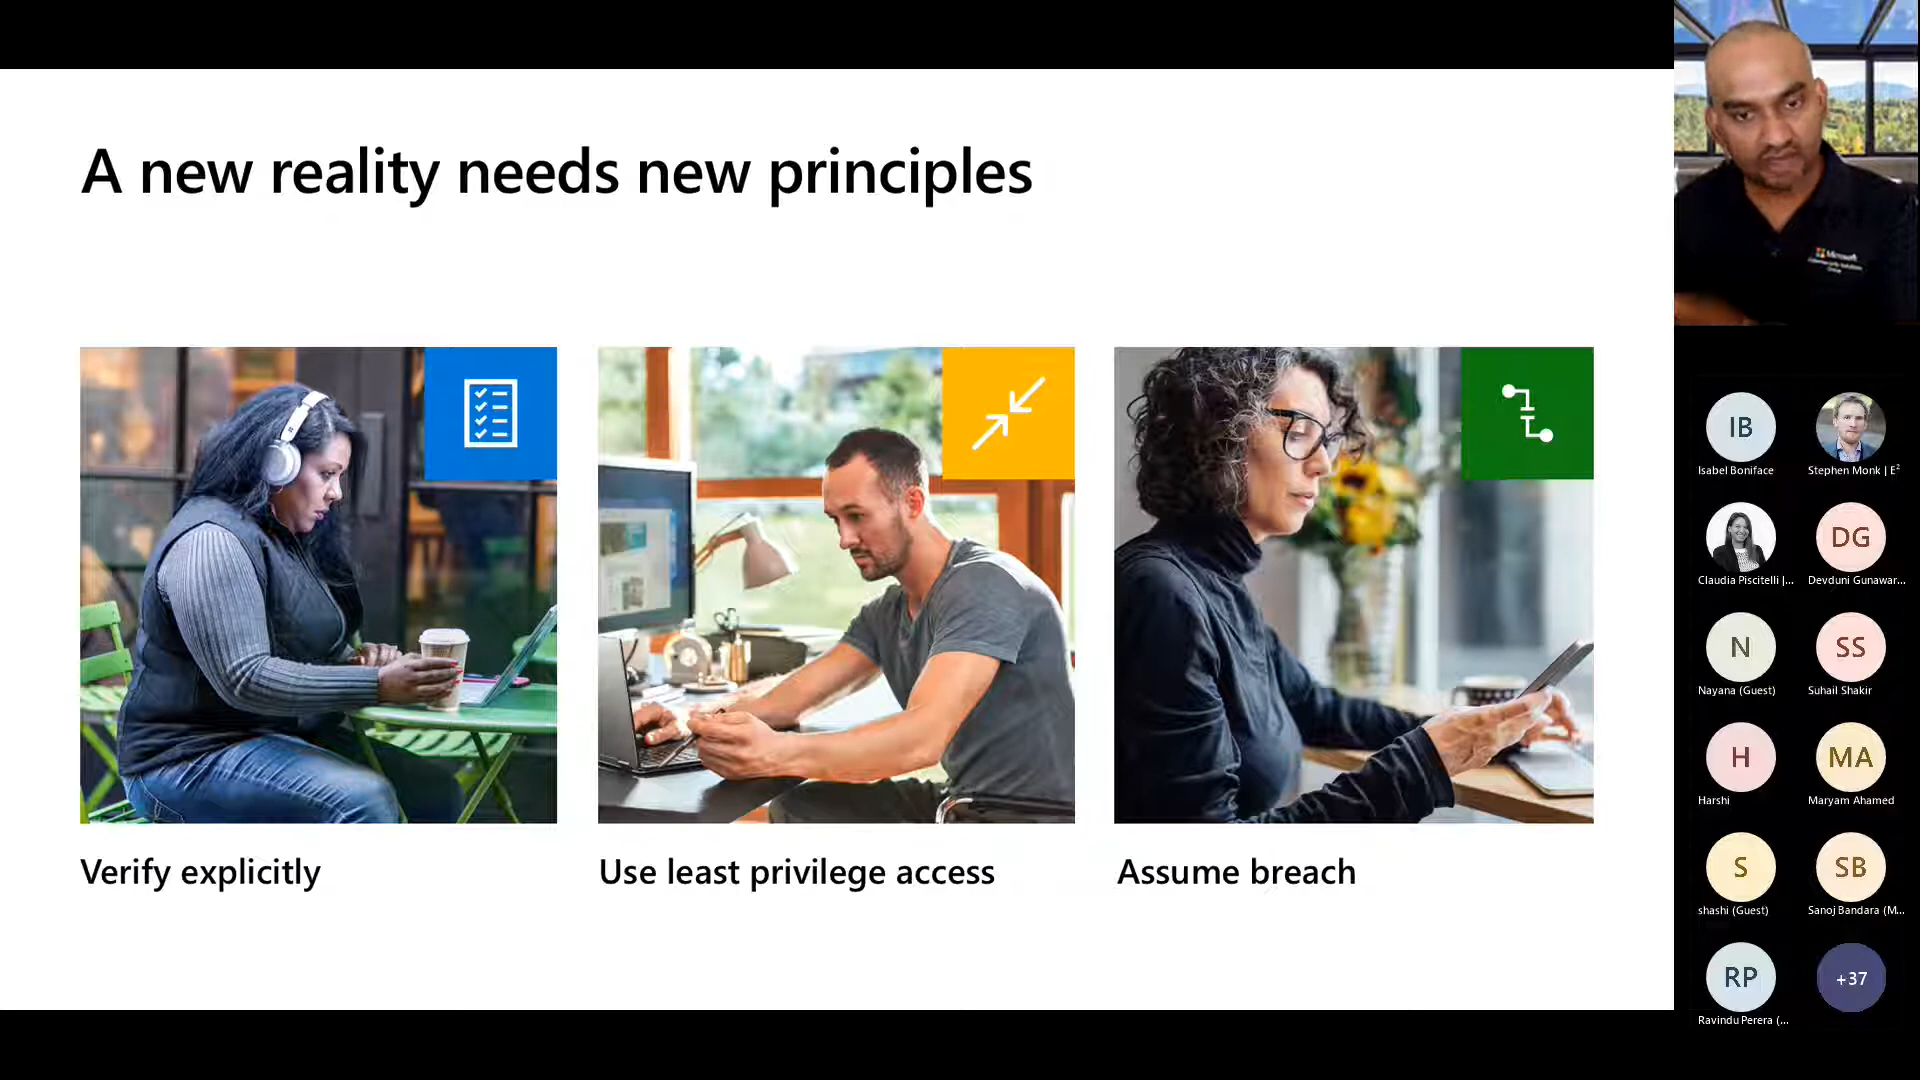 A new reality needs new principles
Verify explicitly
Use least privilege access
Assume breach
Microsoft
IB
Isabel Boniface
Stephen Monk | E²
Claudia Piscitelli |...
DG
Devduni Gunawar...
N
Nayana (Guest)
SS
Suhail Shakir
H
Harshi
MA
Maryam Ahamed
S
shashi (Guest)
SB
Sanoj Bandara (M...
RP
Ravindu Perera (...
+37